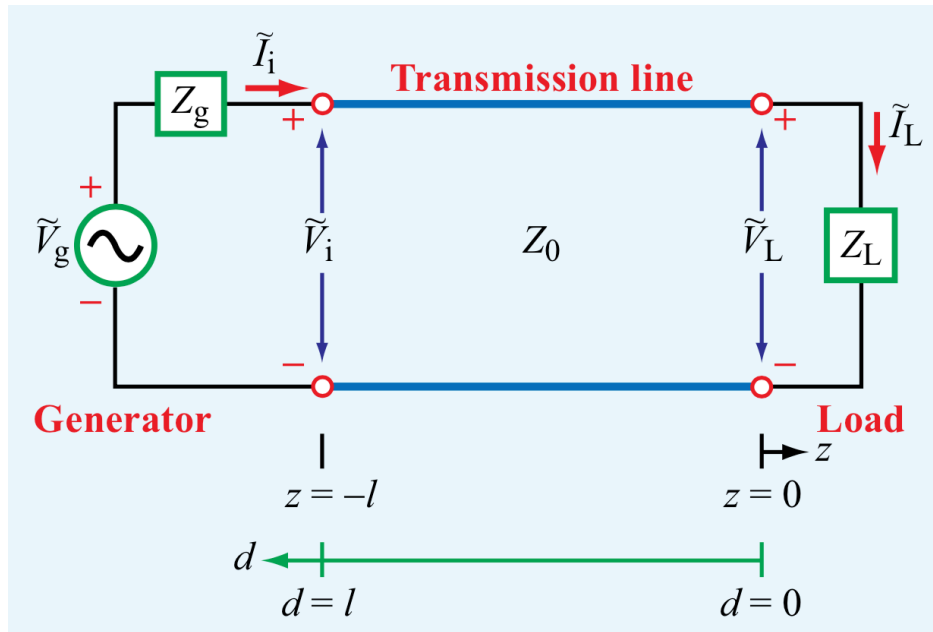 Ĩi
Transmission line
Zg
+
+
ĨL
+
Ṽg
Ṽi
Z0
ṼL
ZL
−
−
−
Generator
Load
z
z = −l
z = 0
d
d = l
d = 0